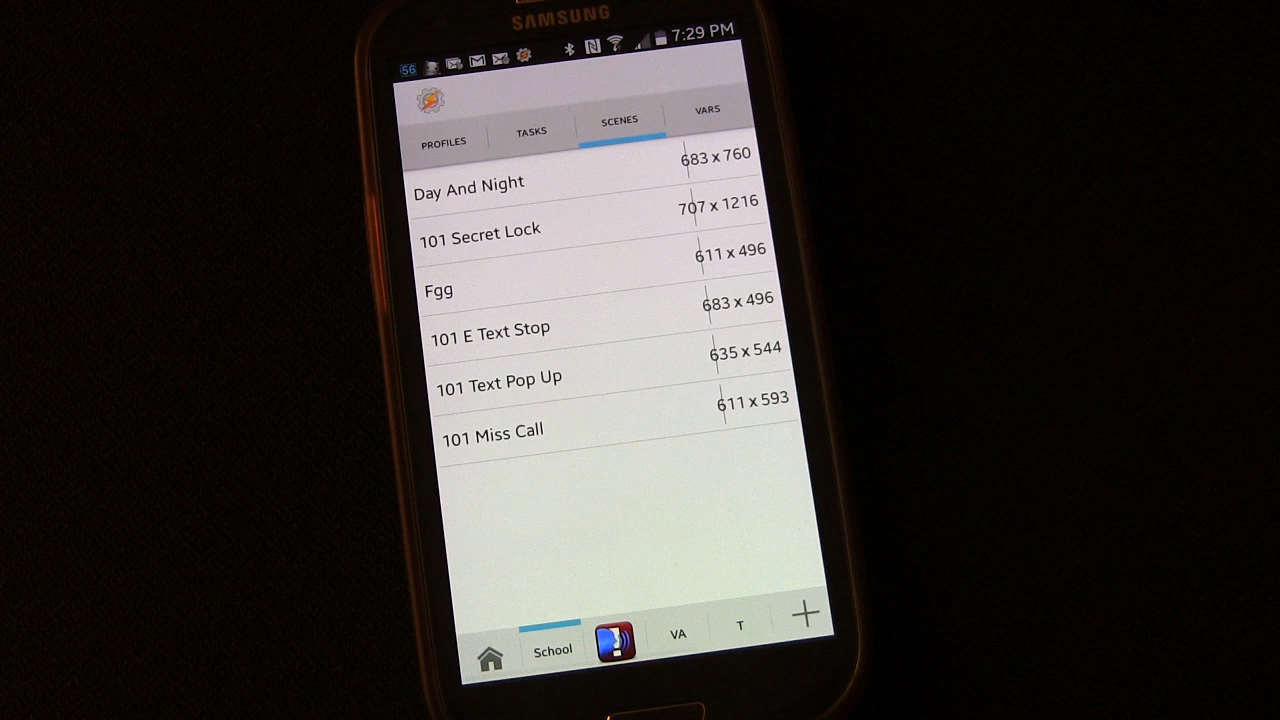 SAMSUNG
56 7:29 PM
PROFILES TASKS SCENES VARS
Day And Night 683 x 760
101 Secret Lock 707 x 1216
Fgg 611 x 496
101 E Text Stop 683 x 496
101 Text Pop Up 635 x 544
101 Miss Call 611 x 593
School VA T